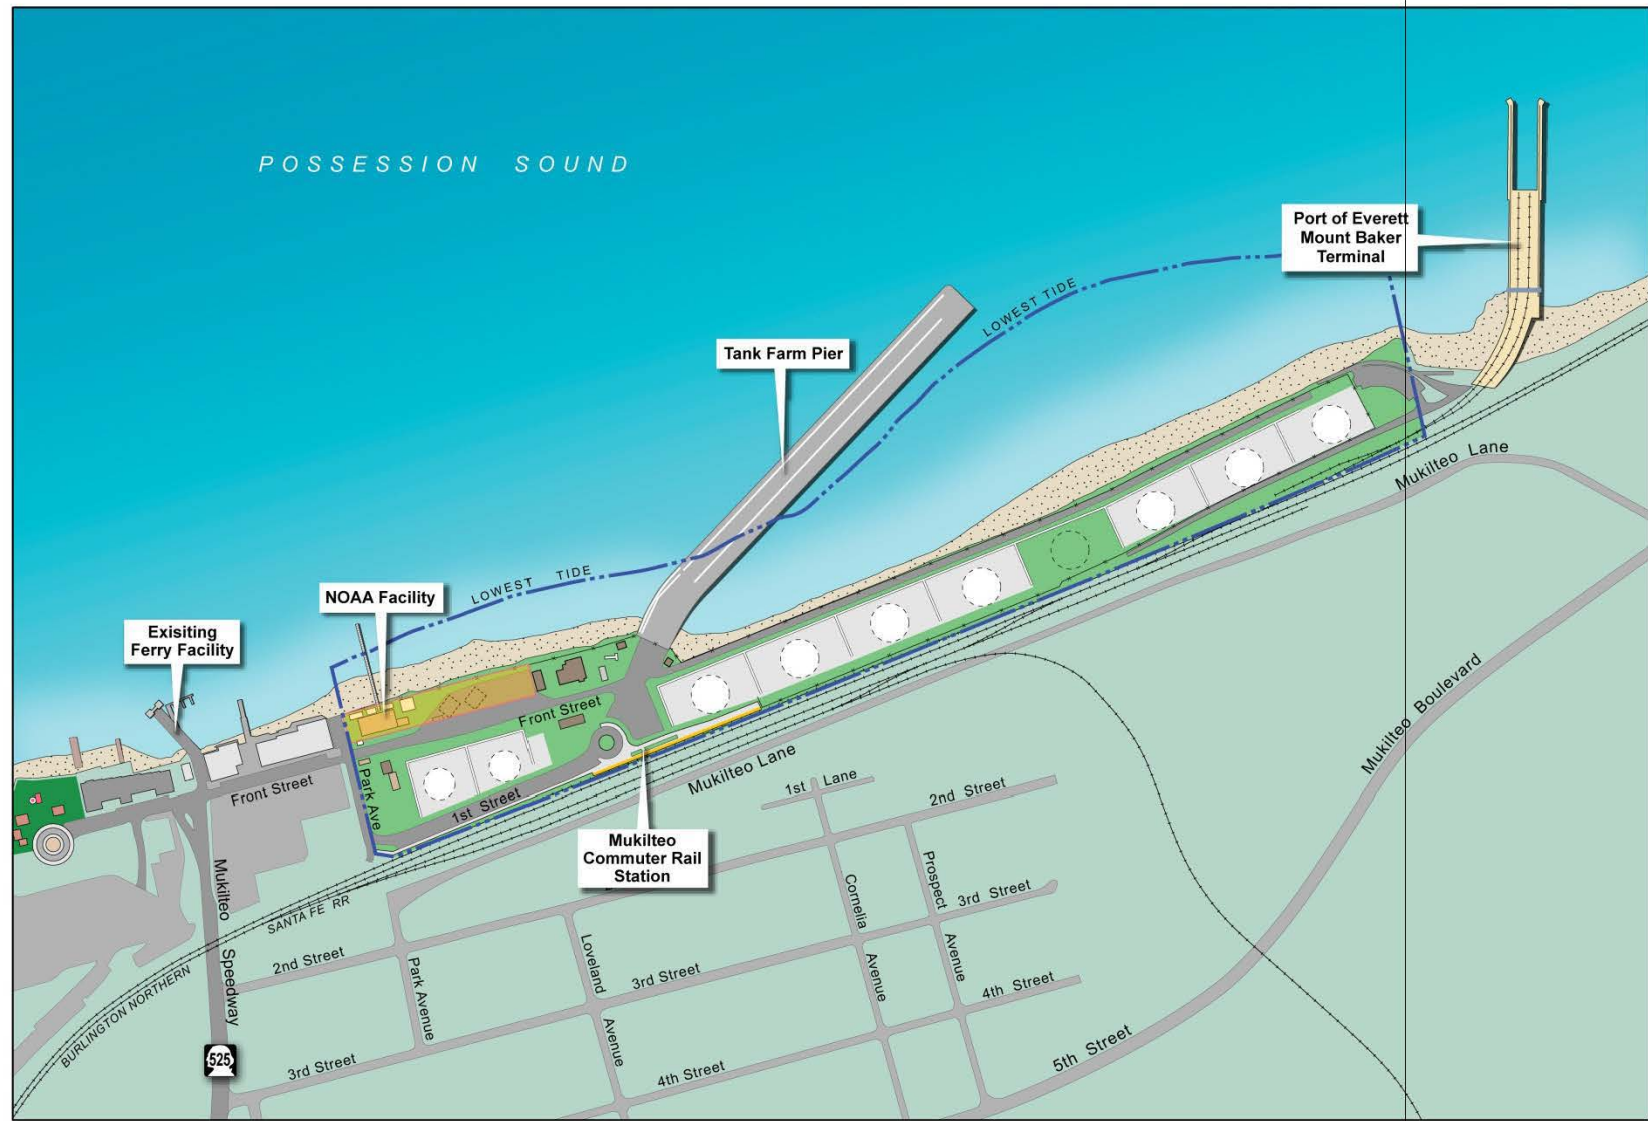 POSSESSION SOUND
Port of Everett
Mount Baker
Terminal
LOWEST TIDE
Tank Farm Pier
Mukilteo Lane
LOWEST TIDE
NOAA Facility
Exisiting
Ferry Facility
Front Street
Mukilteo Boulevard
Front Street
Park Ave
1st Street
Mukilteo Lane
1st Lane
2nd Street
Mukilteo
Commuter Rail
Station
Mukilteo Speedway
SANTA FE RR
BURLINGTON NORTHERN
2nd Street
Park Avenue
Loveland Avenue
3rd Street
Cornelia Avenue
Prospect Avenue
3rd Street
4th Street
5th Street
525
3rd Street
4th Street